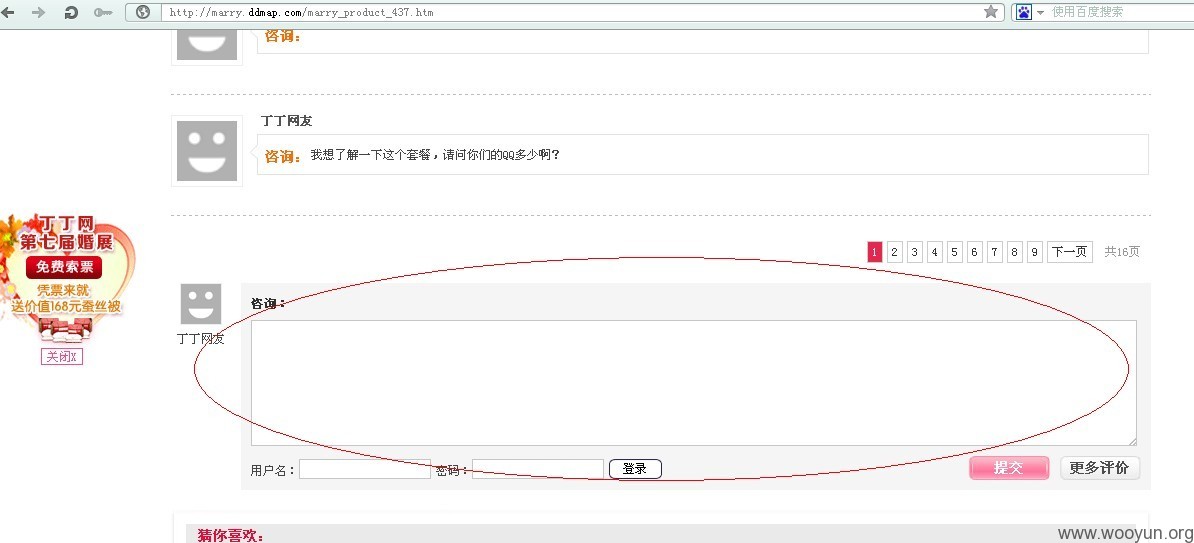 http://marry.ddmap.com/marry_product_437.htm
使用百度搜索
咨询：
丁丁网友
咨询： 我想了解一下这个套餐，请问你们的QQ多少啊？
丁丁网
第七届婚展
免费索票
凭票来就
送价值168元蚕丝被
关闭X
1 2 3 4 5 6 7 8 9 下一页 共16页
咨询：
丁丁网友
用户名： 密码： 登录 提交 更多评价
猜你喜欢：
www.wooyun.org